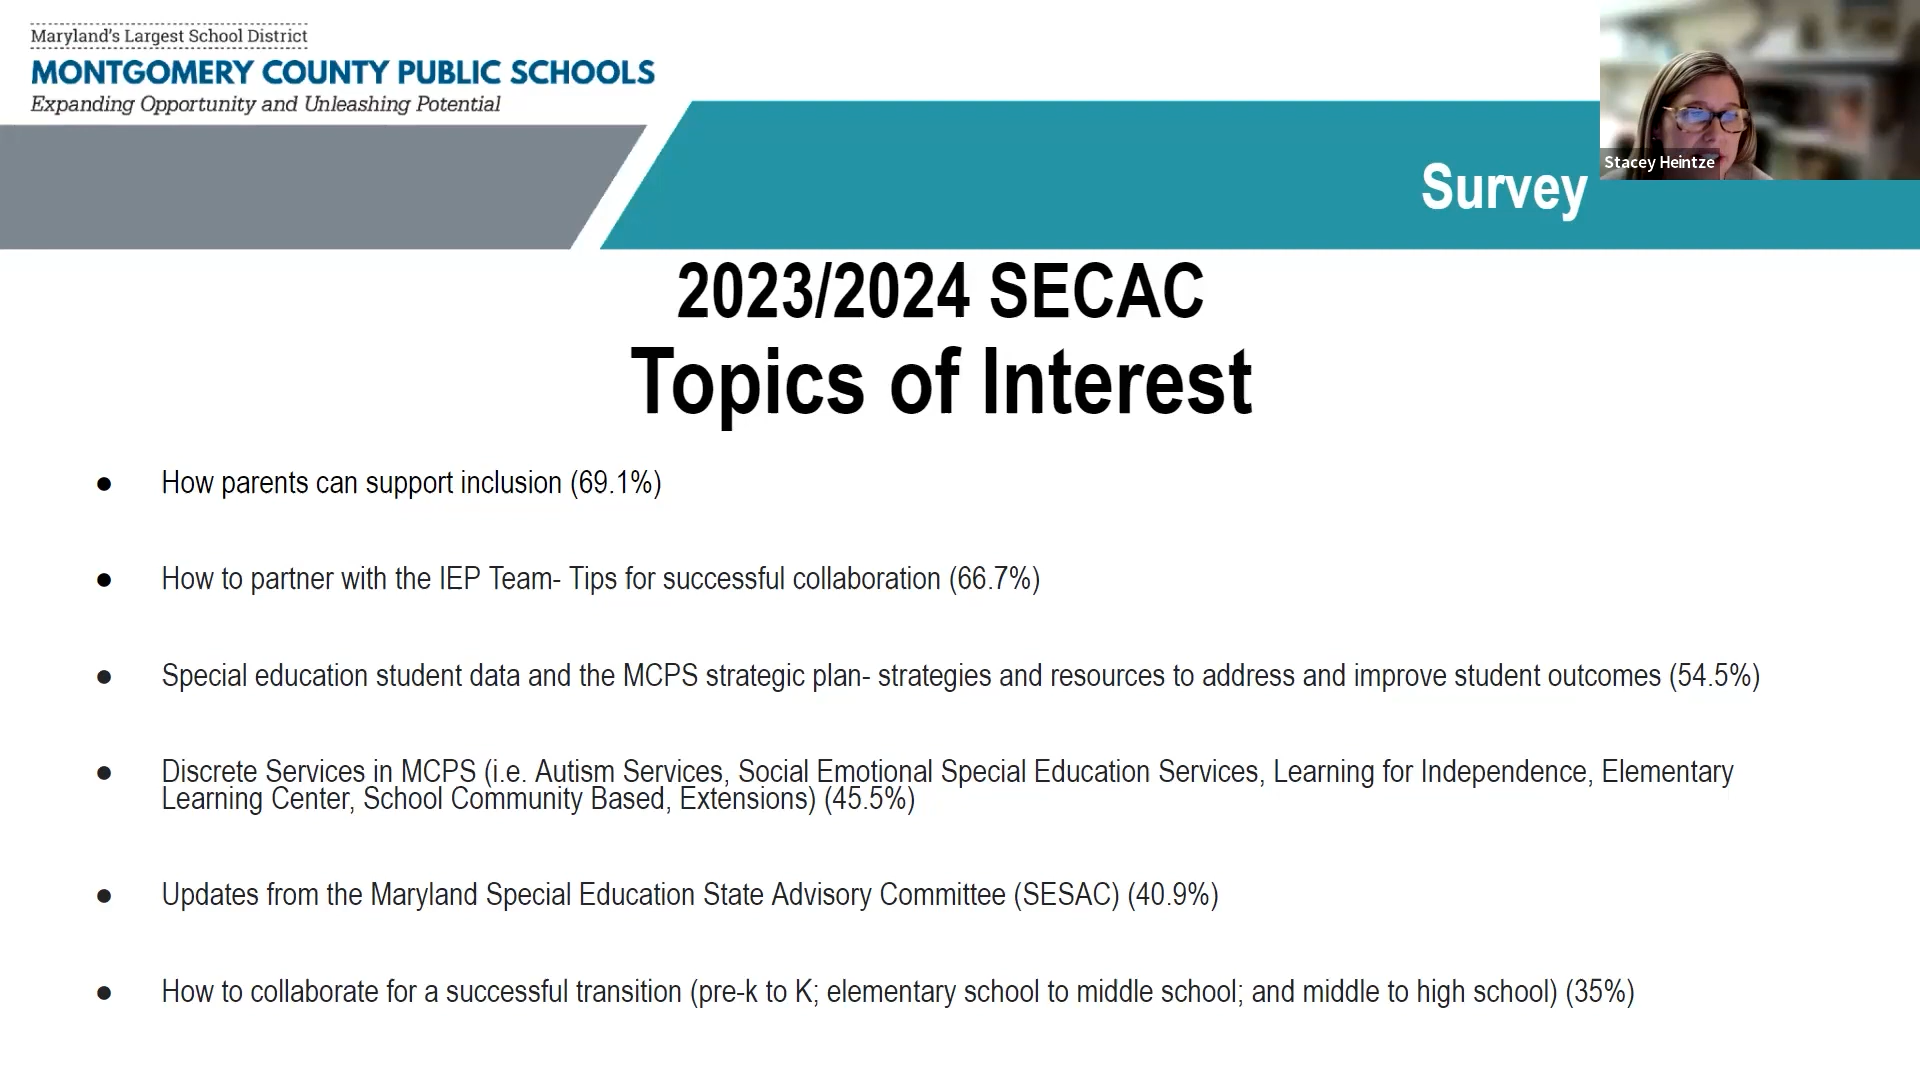 Maryland's Largest School District
MONTGOMERY COUNTY PUBLIC SCHOOLS
Expanding Opportunity and Unleashing Potential
Stacey Heintze
Survey
2023/2024 SECAC
Topics of Interest
● How parents can support inclusion (69.1%)
● How to partner with the IEP Team- Tips for successful collaboration (66.7%)
● Special education student data and the MCPS strategic plan- strategies and resources to address and improve student outcomes (54.5%)
● Discrete Services in MCPS (i.e. Autism Services, Social Emotional Special Education Services, Learning for Independence, Elementary
Learning Center, School Community Based, Extensions) (45.5%)
● Updates from the Maryland Special Education State Advisory Committee (SESAC) (40.9%)
● How to collaborate for a successful transition (pre-k to K; elementary school to middle school; and middle to high school) (35%)